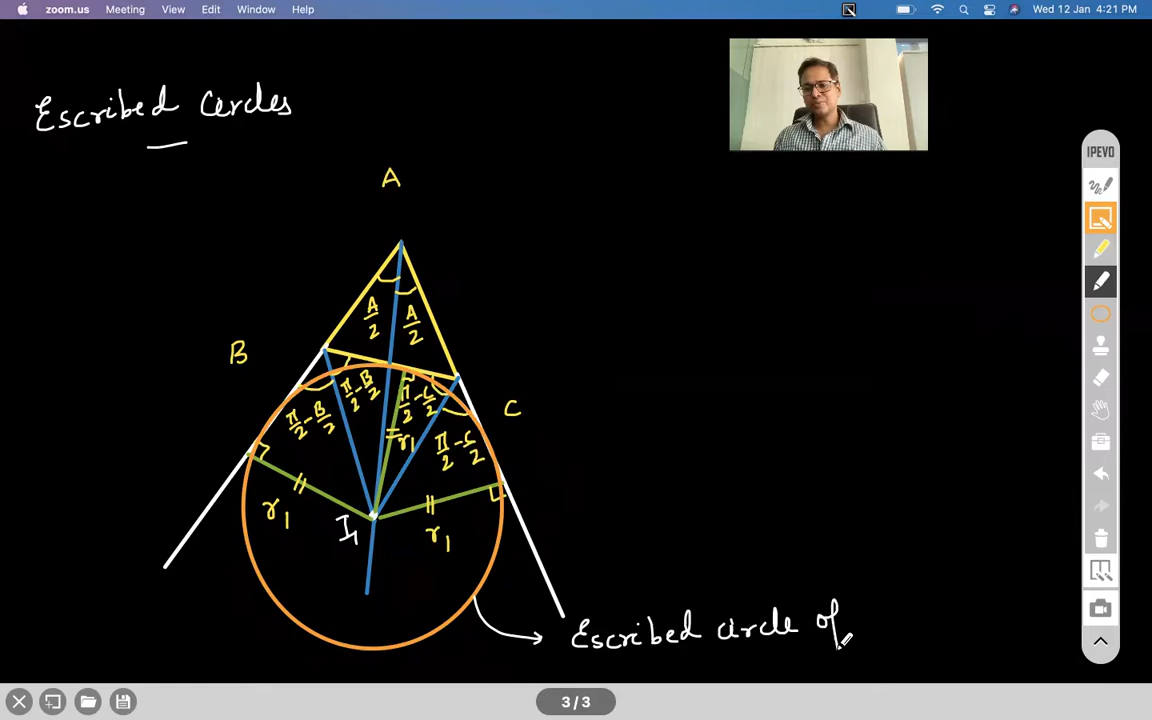 zoom.us Meeting View Edit Window Help Wed 12 Jan 4:21 PM
Escribed Circles
IPEVO
A
A/2 A/2
B
π/2-B/2 π/2-B/2 π/2-C/2 C
r1 π/2-C/2
r1 I1 r1
Escribed circle of
3/3